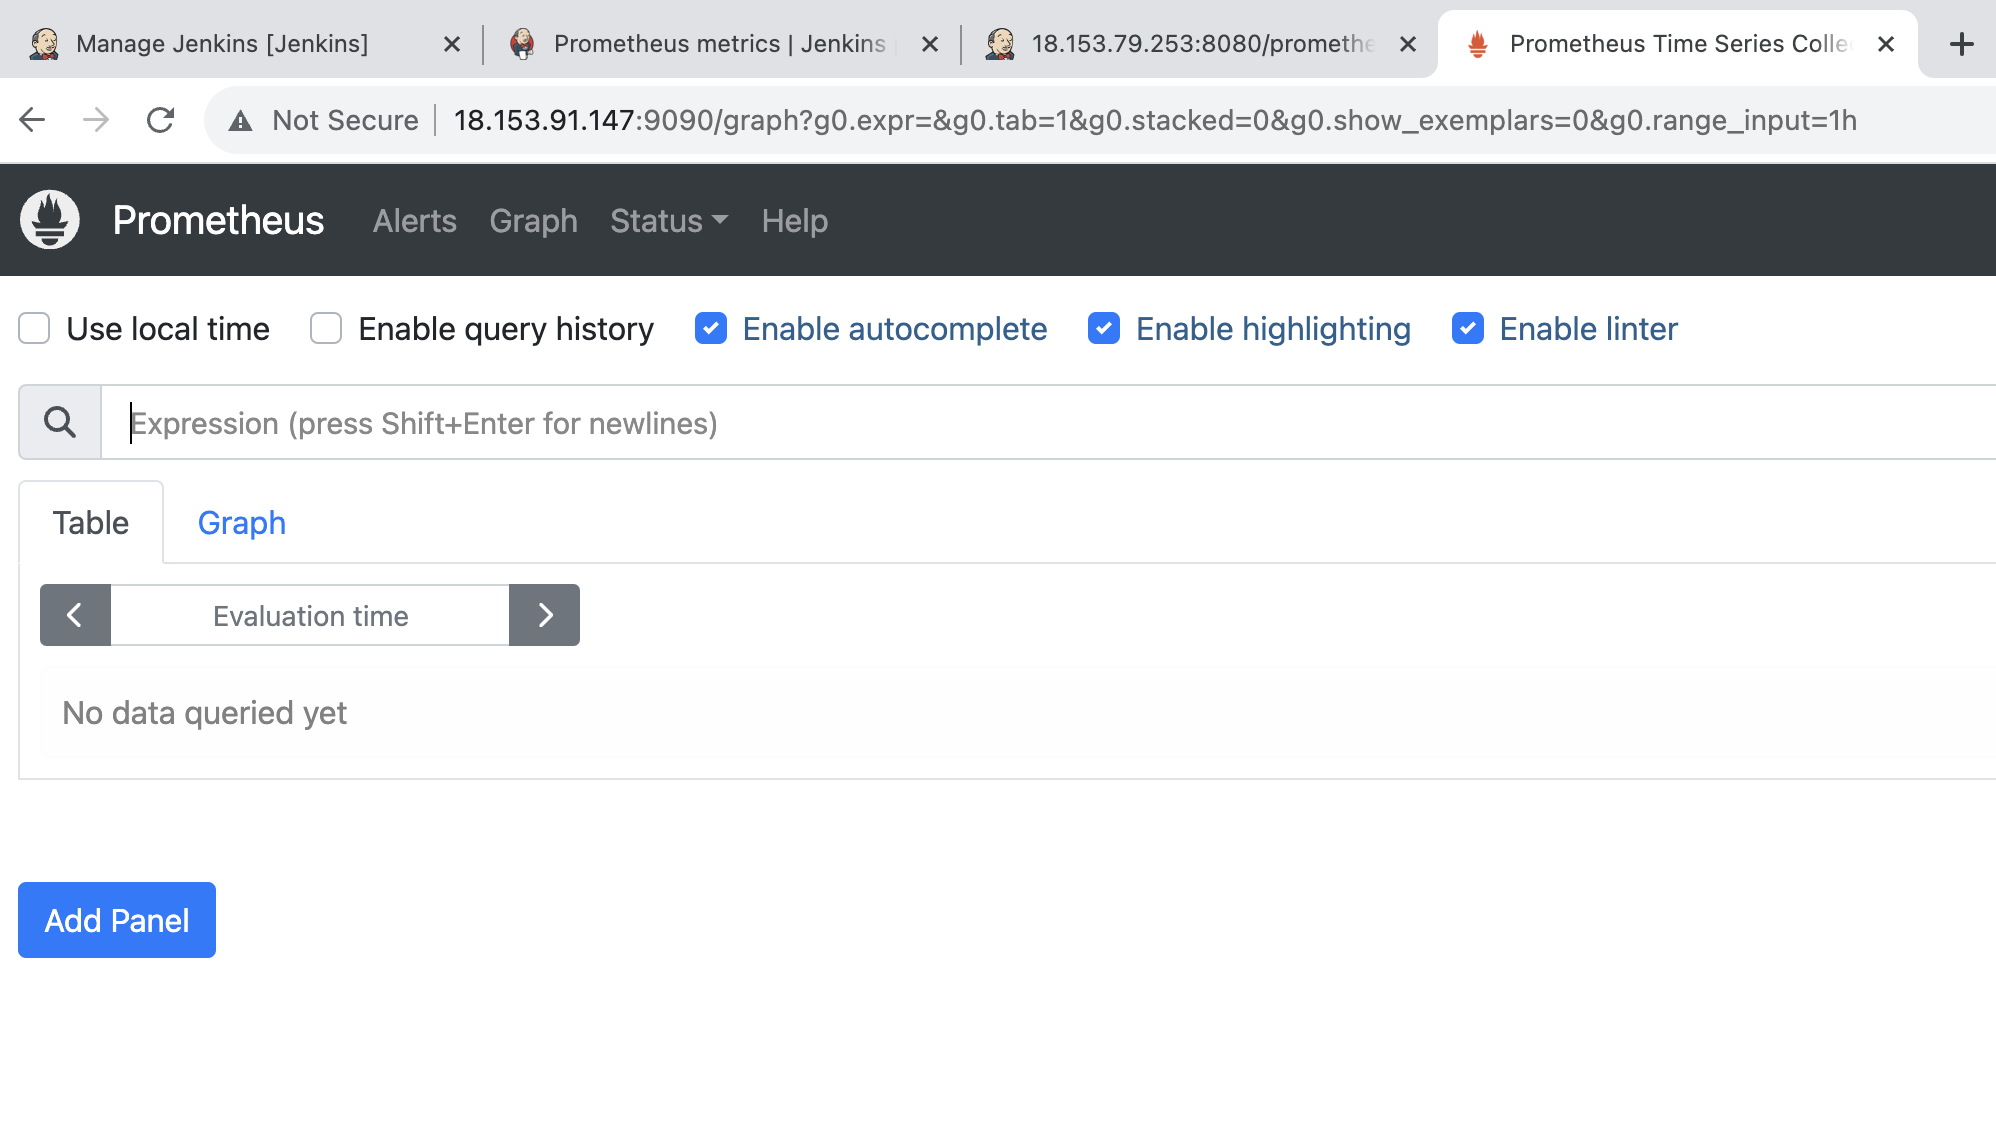 Manage Jenkins [Jenkins]
Prometheus metrics | Jenkins
18.153.79.253:8080/promethe
Prometheus Time Series Colle
Not Secure
18.153.91.147:9090/graph?g0.expr=&g0.tab=1&g0.stacked=0&g0.show_exemplars=0&g0.range_input=1h
Prometheus Alerts Graph Status Help
Use local time Enable query history Enable autocomplete Enable highlighting Enable linter
Expression (press Shift+Enter for newlines)
Table Graph
Evaluation time
No data queried yet
Add Panel